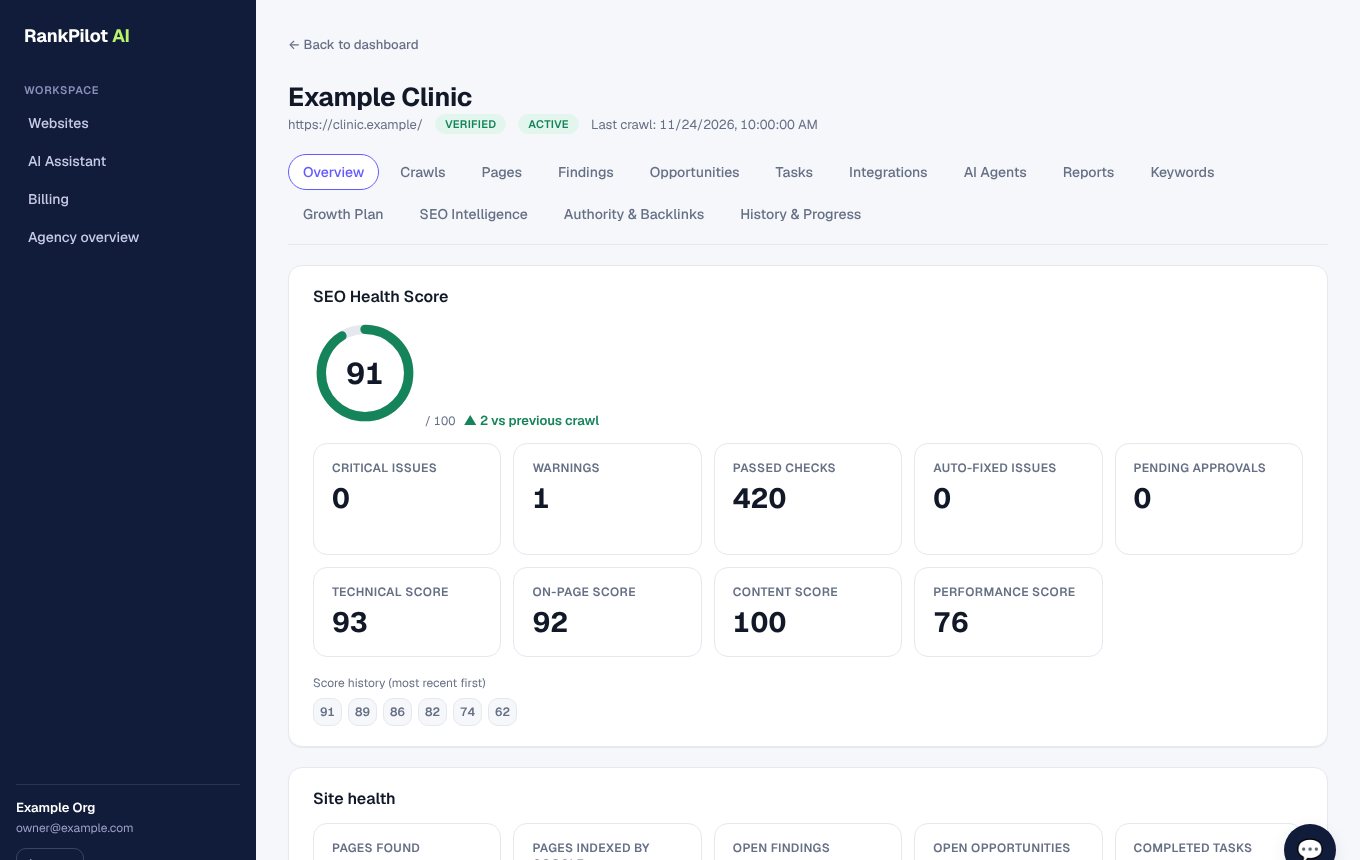 RankPilot AI
WORKSPACE
Websites
AI Assistant
Billing
Agency overview
Example Org
owner@example.com
← Back to dashboard
Example Clinic
https://clinic.example/ VERIFIED ACTIVE Last crawl: 11/24/2026, 10:00:00 AM
Overview Crawls Pages Findings Opportunities Tasks Integrations AI Agents Reports Keywords
Growth Plan SEO Intelligence Authority & Backlinks History & Progress
SEO Health Score
91
/ 100 ▲ 2 vs previous crawl
CRITICAL ISSUES WARNINGS PASSED CHECKS AUTO-FIXED ISSUES PENDING APPROVALS
0 1 420 0 0
TECHNICAL SCORE ON-PAGE SCORE CONTENT SCORE PERFORMANCE SCORE
93 92 100 76
Score history (most recent first)
91 89 86 82 74 62
Site health
PAGES FOUND PAGES INDEXED BY OPEN FINDINGS OPEN OPPORTUNITIES COMPLETED TASKS